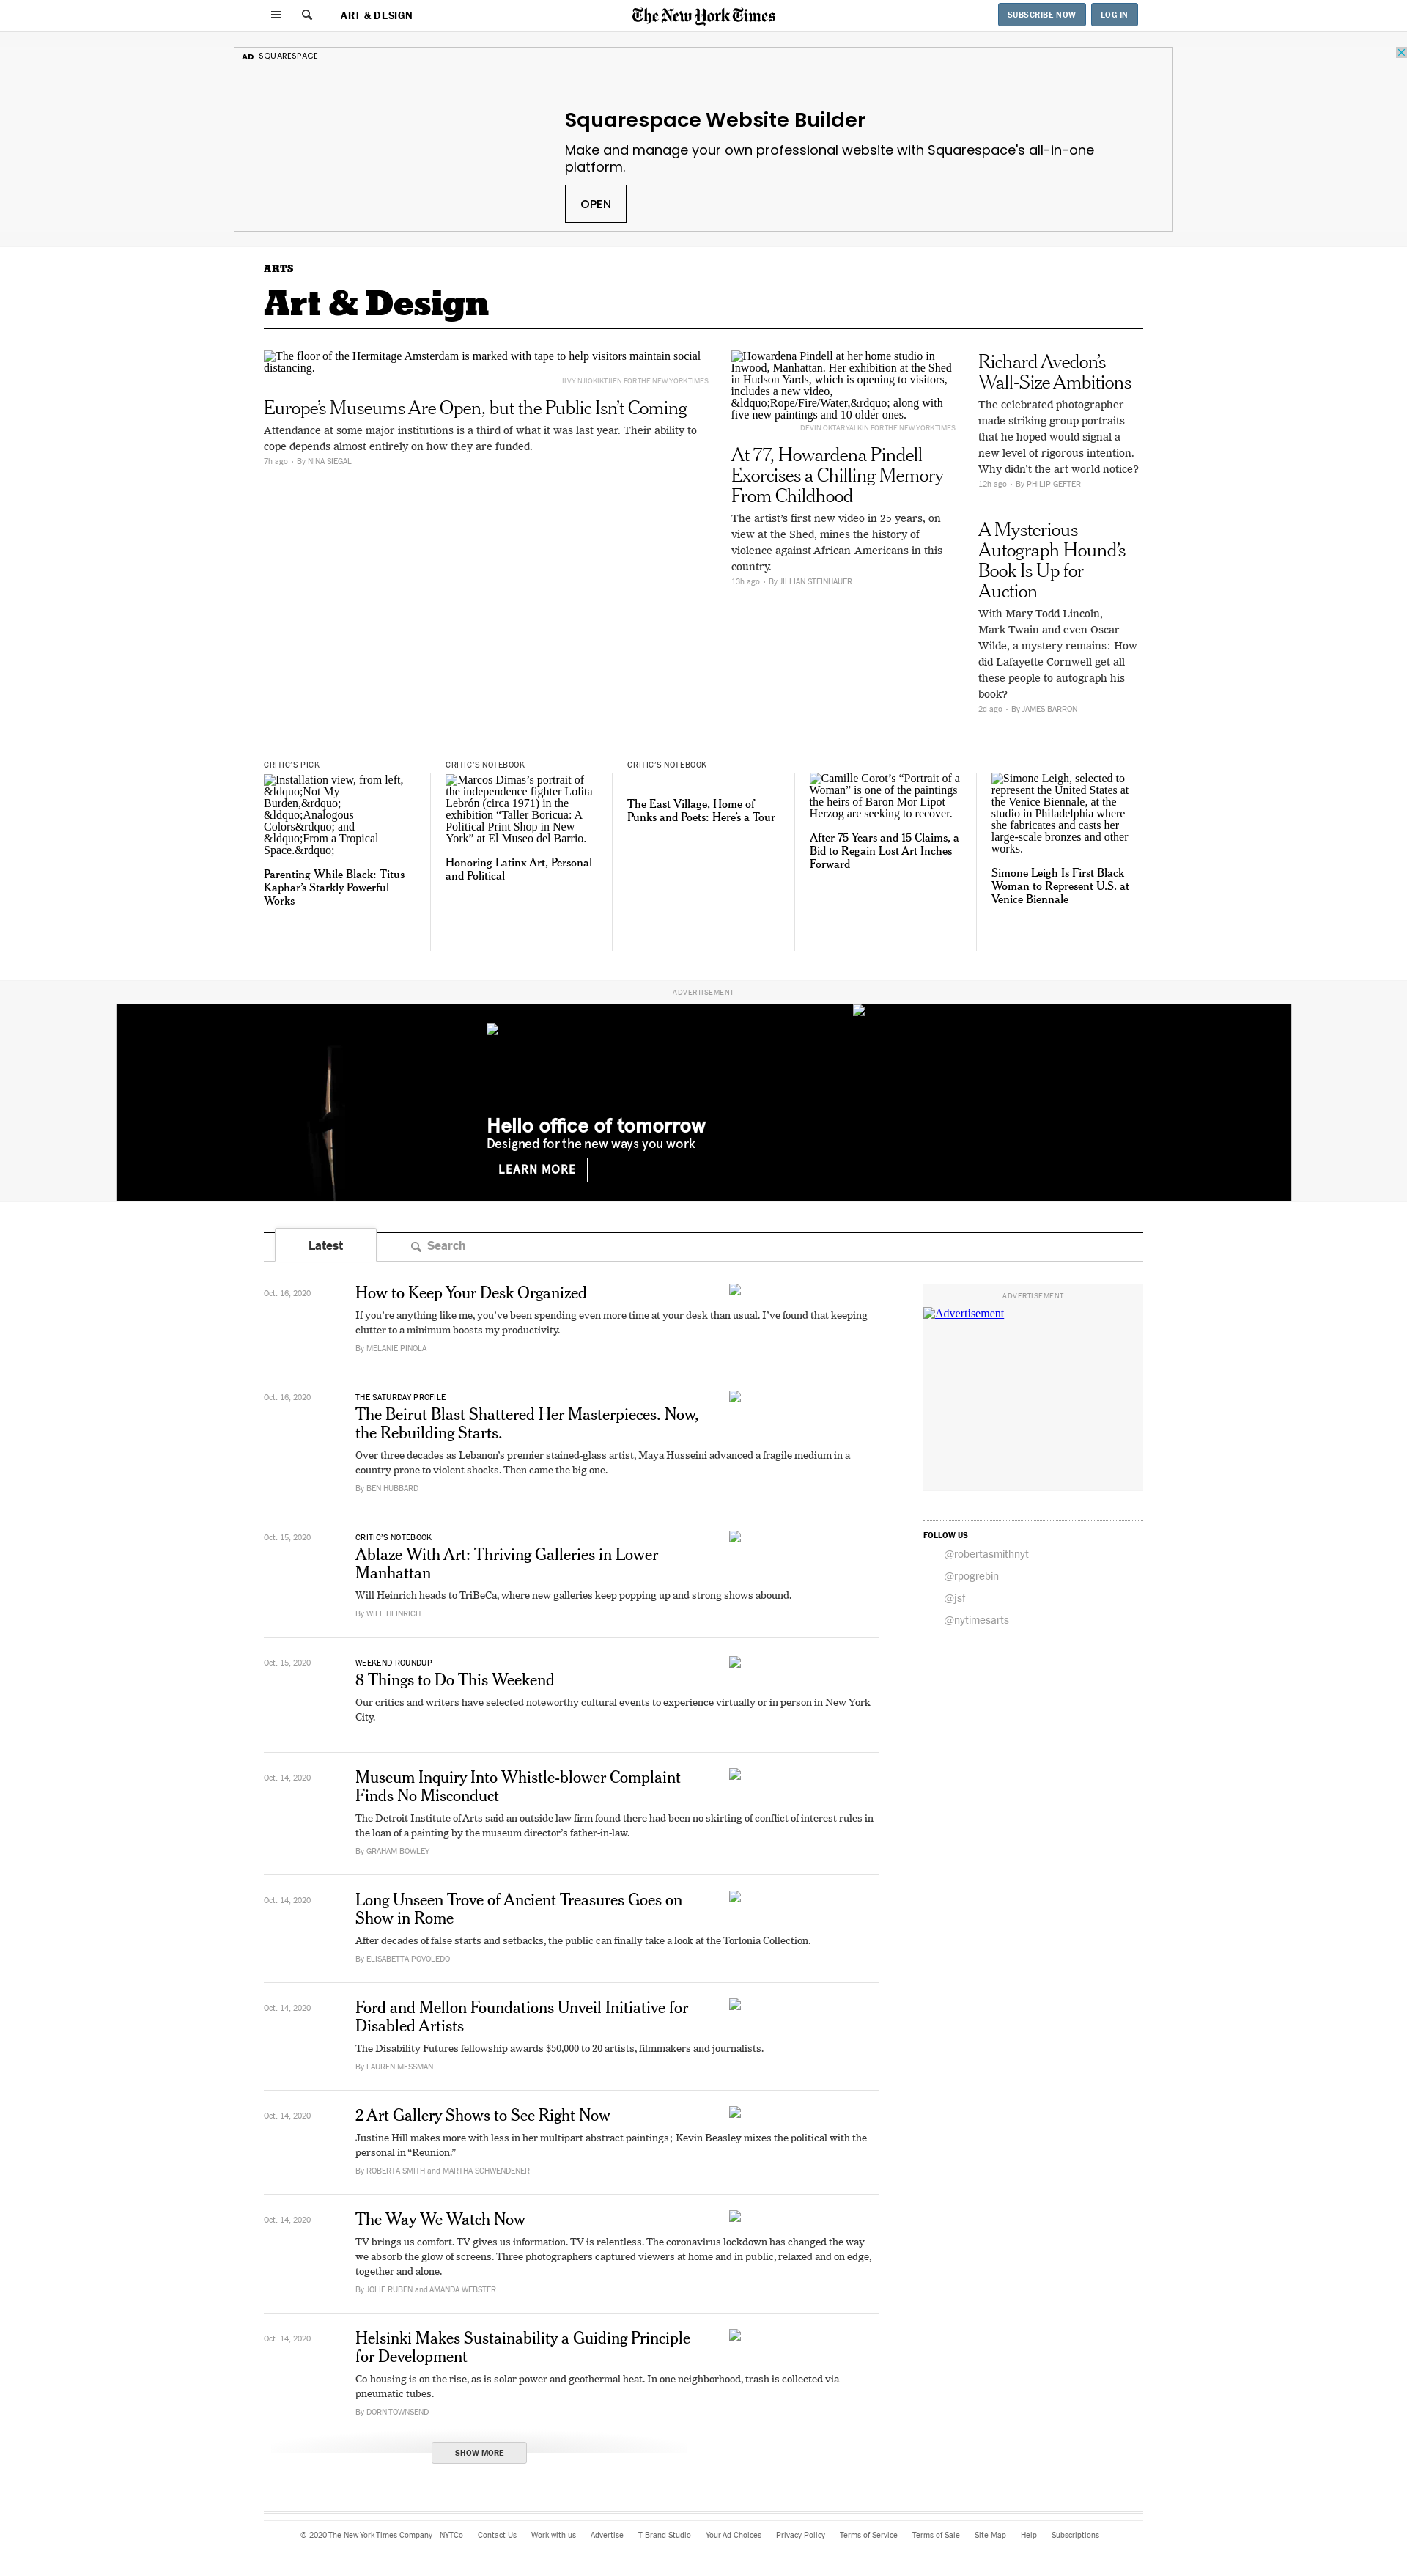 ART & DESIGN
The New York Times
SUBSCRIBE NOW
LOG IN
AD SQUARESPACE
Squarespace Website Builder
Make and manage your own professional website with Squarespace's all-in-one
platform.
OPEN
ARTS
Art & Design
The floor of the Hermitage Amsterdam is marked with tape to help visitors maintain social
distancing.
ILVY NJIOKIKTJIEN FOR THE NEW YORK TIMES
Europe’s Museums Are Open, but the Public Isn’t Coming
Attendance at some major institutions is a third of what it was last year. Their ability to
cope depends almost entirely on how they are funded.
7h ago • By NINA SIEGAL
Howardena Pindell at her home studio in
Inwood, Manhattan. Her exhibition at the Shed
in Hudson Yards, which is opening to visitors,
includes a new video,
&ldquo;Rope/Fire/Water,&rdquo; along with
five new paintings and 10 older ones.
DEVIN OKTAR YALKIN FOR THE NEW YORK TIMES
At 77, Howardena Pindell
Exorcises a Chilling Memory
From Childhood
The artist’s first new video in 25 years, on
view at the Shed, mines the history of
violence against African-Americans in this
country.
13h ago • By JILLIAN STEINHAUER
Richard Avedon’s
Wall-Size Ambitions
The celebrated photographer
made striking group portraits
that he hoped would signal a
new level of rigorous intention.
Why didn’t the art world notice?
12h ago • By PHILIP GEFTER
A Mysterious
Autograph Hound’s
Book Is Up for
Auction
With Mary Todd Lincoln,
Mark Twain and even Oscar
Wilde, a mystery remains: How
did Lafayette Cornwell get all
these people to autograph his
book?
2d ago • By JAMES BARRON
CRITIC’S PICK
Installation view, from left,
&ldquo;Not My
Burden,&rdquo;
&ldquo;Analogous
Colors&rdquo; and
&ldquo;From a Tropical
Space.&rdquo;
Parenting While Black: Titus
Kaphar’s Starkly Powerful
Works
CRITIC’S NOTEBOOK
Marcos Dimas’s portrait of
the independence fighter Lolita
Lebrón (circa 1971) in the
exhibition “Taller Boricua: A
Political Print Shop in New
York” at El Museo del Barrio.
Honoring Latinx Art, Personal
and Political
CRITIC’S NOTEBOOK
The East Village, Home of
Punks and Poets: Here’s a Tour
Camille Corot’s “Portrait of a
Woman” is one of the paintings
the heirs of Baron Mor Lipot
Herzog are seeking to recover.
After 75 Years and 15 Claims, a
Bid to Regain Lost Art Inches
Forward
Simone Leigh, selected to
represent the United States at
the Venice Biennale, at the
studio in Philadelphia where
she fabricates and casts her
large-scale bronzes and other
works.
Simone Leigh Is First Black
Woman to Represent U.S. at
Venice Biennale
ADVERTISEMENT
Hello office of tomorrow
Designed for the new ways you work
LEARN MORE
Latest
Search
Oct. 16, 2020
How to Keep Your Desk Organized
If you’re anything like me, you’ve been spending even more time at your desk than usual. I’ve found that keeping
clutter to a minimum boosts my productivity.
By MELANIE PINOLA
Oct. 16, 2020
THE SATURDAY PROFILE
The Beirut Blast Shattered Her Masterpieces. Now,
the Rebuilding Starts.
Over three decades as Lebanon’s premier stained-glass artist, Maya Husseini advanced a fragile medium in a
country prone to violent shocks. Then came the big one.
By BEN HUBBARD
Oct. 15, 2020
CRITIC’S NOTEBOOK
Ablaze With Art: Thriving Galleries in Lower
Manhattan
Will Heinrich heads to TriBeCa, where new galleries keep popping up and strong shows abound.
By WILL HEINRICH
Oct. 15, 2020
WEEKEND ROUNDUP
8 Things to Do This Weekend
Our critics and writers have selected noteworthy cultural events to experience virtually or in person in New York
City.
Oct. 14, 2020
Museum Inquiry Into Whistle-blower Complaint
Finds No Misconduct
The Detroit Institute of Arts said an outside law firm found there had been no skirting of conflict of interest rules in
the loan of a painting by the museum director’s father-in-law.
By GRAHAM BOWLEY
Oct. 14, 2020
Long Unseen Trove of Ancient Treasures Goes on
Show in Rome
After decades of false starts and setbacks, the public can finally take a look at the Torlonia Collection.
By ELISABETTA POVOLEDO
Oct. 14, 2020
Ford and Mellon Foundations Unveil Initiative for
Disabled Artists
The Disability Futures fellowship awards $50,000 to 20 artists, filmmakers and journalists.
By LAUREN MESSMAN
Oct. 14, 2020
2 Art Gallery Shows to See Right Now
Justine Hill makes more with less in her multipart abstract paintings; Kevin Beasley mixes the political with the
personal in “Reunion.”
By ROBERTA SMITH and MARTHA SCHWENDENER
Oct. 14, 2020
The Way We Watch Now
TV brings us comfort. TV gives us information. TV is relentless. The coronavirus lockdown has changed the way
we absorb the glow of screens. Three photographers captured viewers at home and in public, relaxed and on edge,
together and alone.
By JOLIE RUBEN and AMANDA WEBSTER
Oct. 14, 2020
Helsinki Makes Sustainability a Guiding Principle
for Development
Co-housing is on the rise, as is solar power and geothermal heat. In one neighborhood, trash is collected via
pneumatic tubes.
By DORN TOWNSEND
SHOW MORE
ADVERTISEMENT
Advertisement
FOLLOW US
@robertasmithnyt
@rpogrebin
@jsf
@nytimesarts
© 2020 The New York Times Company NYTCo Contact Us Work with us Advertise T Brand Studio Your Ad Choices Privacy Policy Terms of Service Terms of Sale Site Map Help Subscriptions